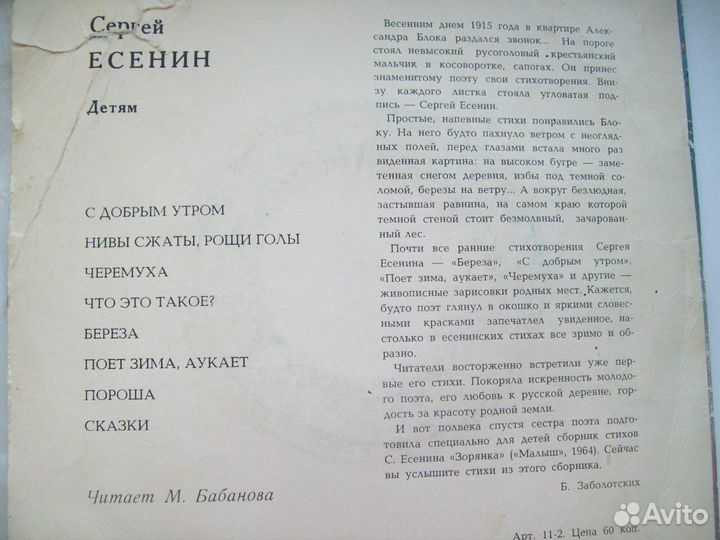 Сергей
ЕСЕНИН
Детям
С ДОБРЫМ УТРОМ
НИВЫ СЖАТЫ, РОЩИ ГОЛЫ
ЧЕРЕМУХА
ЧТО ЭТО ТАКОЕ?
БЕРЕЗА
ПОЕТ ЗИМА, АУКАЕТ
ПОРОША
СКАЗКИ
Читает М. Бабанова
Весенним днем 1915 года в квартире Алек-
сандра Блока раздался звонок... На пороге
стоял невысокий русоголовый крестьянский
мальчик в косоворотке, сапогах. Он принес
знаменитому поэту свои стихотворения. Вни-
зу каждого листка стояла угловатая под-
пись — Сергей Есенин.
Простые, напевные стихи понравились Бло-
ку. На него будто пахнуло ветром с неогляд-
ных полей, перед глазами встала много раз
виденная картина: на высоком бугре — заме-
тенная снегом деревня, избы под темной со-
ломой, березы на ветру... А вокруг безлюдная,
застывшая равнина, на самом краю которой
темной стеной стоит безмолвный, зачарован-
ный лес.
Почти все ранние стихотворения Сергея
Есенина — «Береза», «С добрым утром»,
«Поет зима, аукает», «Черемуха» и другие —
живописные зарисовки родных мест. Кажется,
будто поэт глянул в окошко и яркими словес-
ными красками запечатлел увиденное, на-
столько в есенинских стихах все зримо и об-
разно.
Читатели восторженно встретили уже пер-
вые его стихи. Покоряла искренность молодо-
го поэта, его любовь к русской деревне, гор-
дость за красоту родной земли.
И вот полвека спустя сестра поэта подго-
товила специально для детей сборник стихов
С. Есенина «Зорянка» («Малыш», 1964). Сейчас
вы услышите стихи из этого сборника.
Б. Заболотских
Арт. 11-2. Цена 60 коп.
Avito